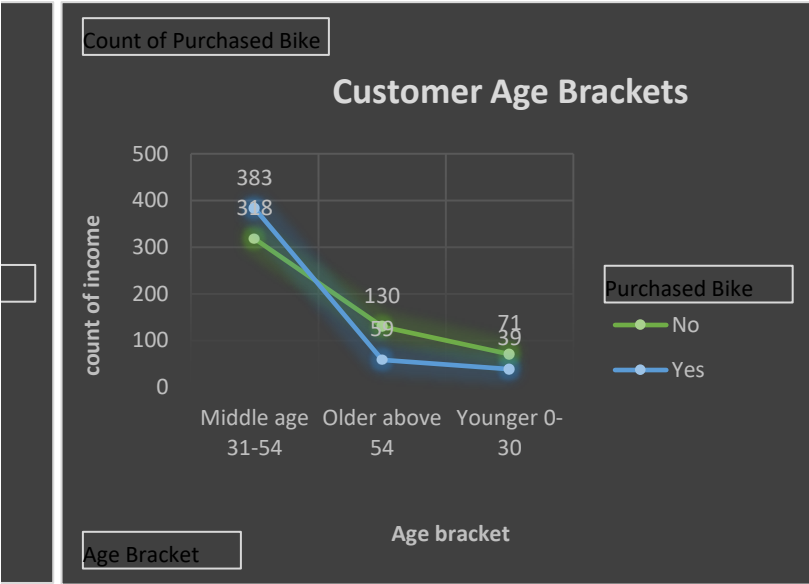 Count of Purchased Bike
Customer Age Brackets
500
400
300
200
100
0
count of income
383
318
130
59
71
39
Middle age
31-54
Older above
54
Younger 0-
30
Age bracket
Purchased Bike
No
Yes
Age Bracket